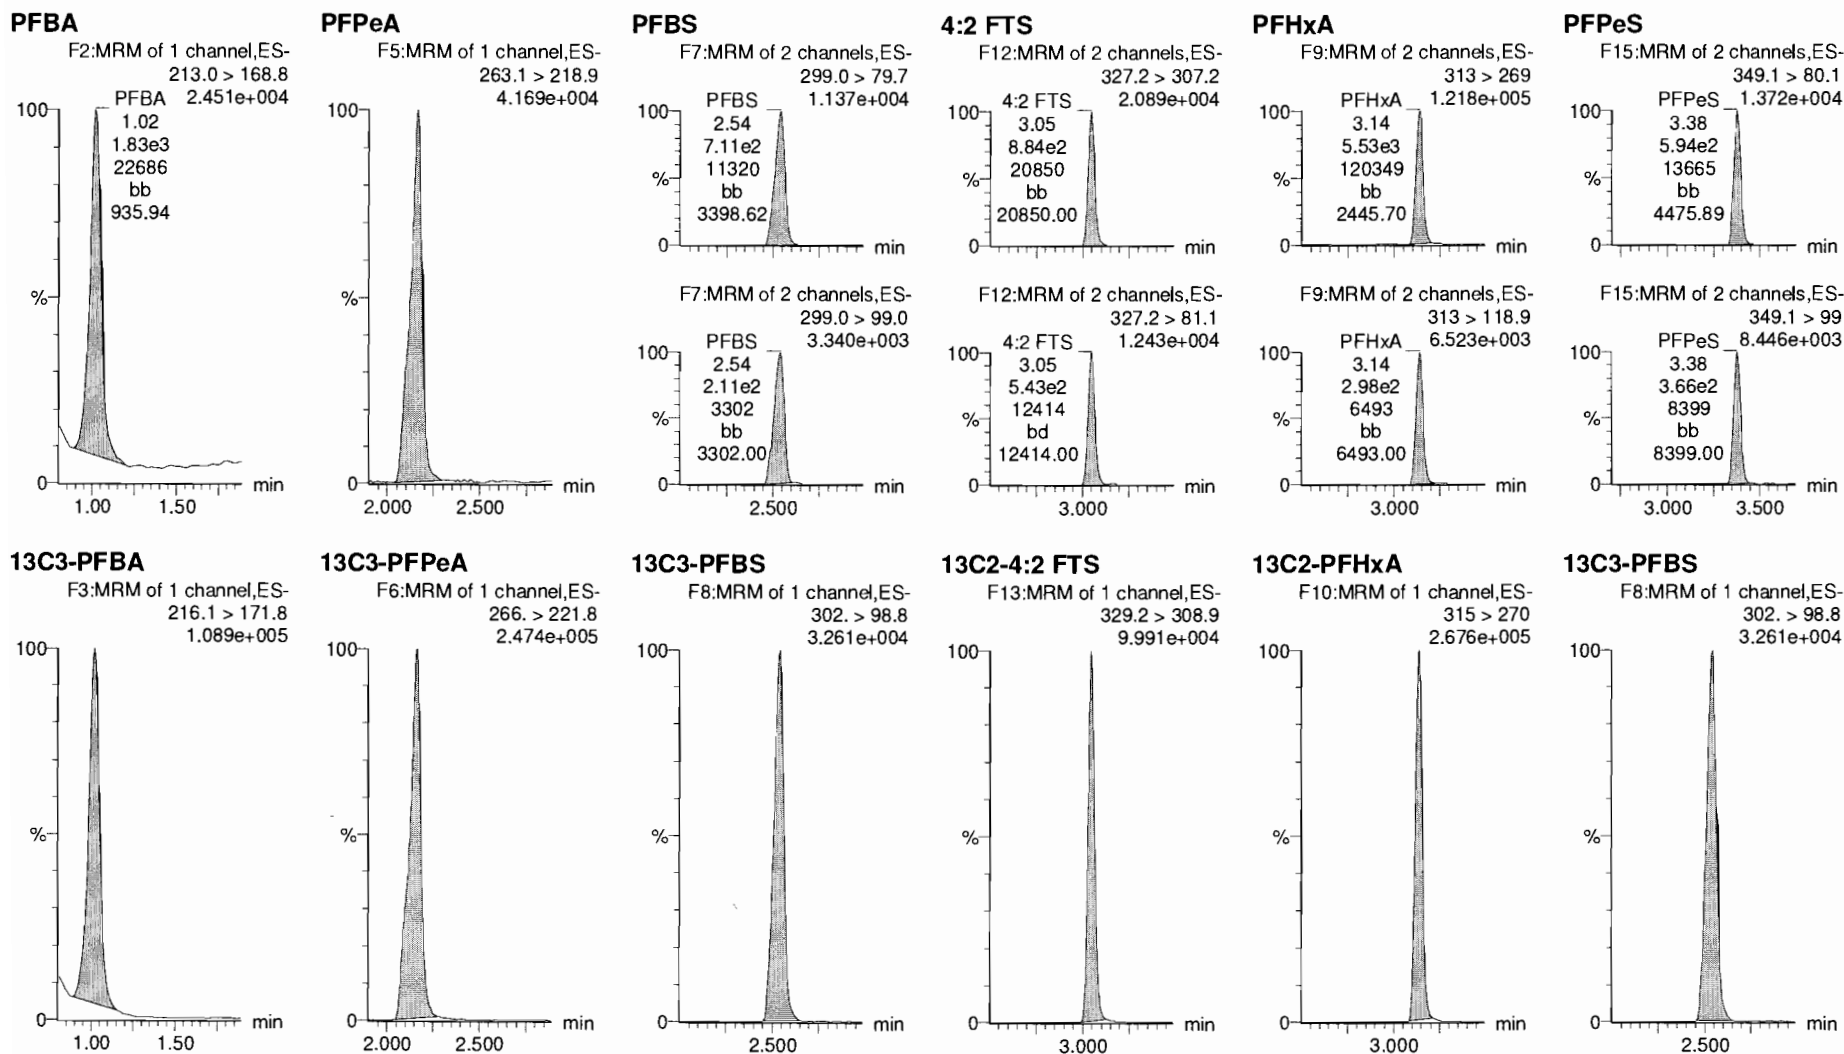 PFBA
F2:MRM of 1 channel,ES-
213.0 > 168.8
2.451e+004
PFBA
1.02
1.83e3
22686
bb
935.94
100
%
0
min
1.00 1.50
PFPeA
F5:MRM of 1 channel,ES-
263.1 > 218.9
4.169e+004
100
%
0
min
2.000 2.500
PFBS
F7:MRM of 2 channels,ES-
299.0 > 79.7
1.137e+004
PFBS
2.54
7.11e2
11320
bb
3398.62
100
%
0
min
F7:MRM of 2 channels,ES-
299.0 > 99.0
3.340e+003
PFBS
2.54
2.11e2
3302
bb
3302.00
100
%
0
min
2.500
4:2 FTS
F12:MRM of 2 channels,ES-
327.2 > 307.2
2.089e+004
4:2 FTS
3.05
8.84e2
20850
bb
20850.00
100
%
0
min
F12:MRM of 2 channels,ES-
327.2 > 81.1
1.243e+004
4:2 FTS
3.05
5.43e2
12414
bd
12414.00
100
%
0
min
3.000
PFHxA
F9:MRM of 2 channels,ES-
313 > 269
1.218e+005
PFHxA
3.14
5.53e3
120349
bb
2445.70
100
%
0
min
F9:MRM of 2 channels,ES-
313 > 118.9
6.523e+003
PFHxA
3.14
2.98e2
6493
bb
6493.00
100
%
0
min
3.000
PFPeS
F15:MRM of 2 channels,ES-
349.1 > 80.1
1.372e+004
PFPeS
3.38
5.94e2
13665
bb
4475.89
100
%
0
min
F15:MRM of 2 channels,ES-
349.1 > 99
8.446e+003
PFPeS
3.38
3.66e2
8399
bb
8399.00
100
%
0
min
3.000 3.500
13C3-PFBA
F3:MRM of 1 channel,ES-
216.1 > 171.8
1.089e+005
100
%
0
min
1.00 1.50
13C3-PFPeA
F6:MRM of 1 channel,ES-
266. > 221.8
2.474e+005
100
%
0
min
2.000 2.500
13C3-PFBS
F8:MRM of 1 channel,ES-
302. > 98.8
3.261e+004
100
%
0
min
2.500
13C2-4:2 FTS
F13:MRM of 1 channel,ES-
329.2 > 308.9
9.991e+004
100
%
0
min
3.000
13C2-PFHxA
F10:MRM of 1 channel,ES-
315 > 270
2.676e+005
100
%
0
min
3.000
13C3-PFBS
F8:MRM of 1 channel,ES-
302. > 98.8
3.261e+004
100
%
0
min
2.500